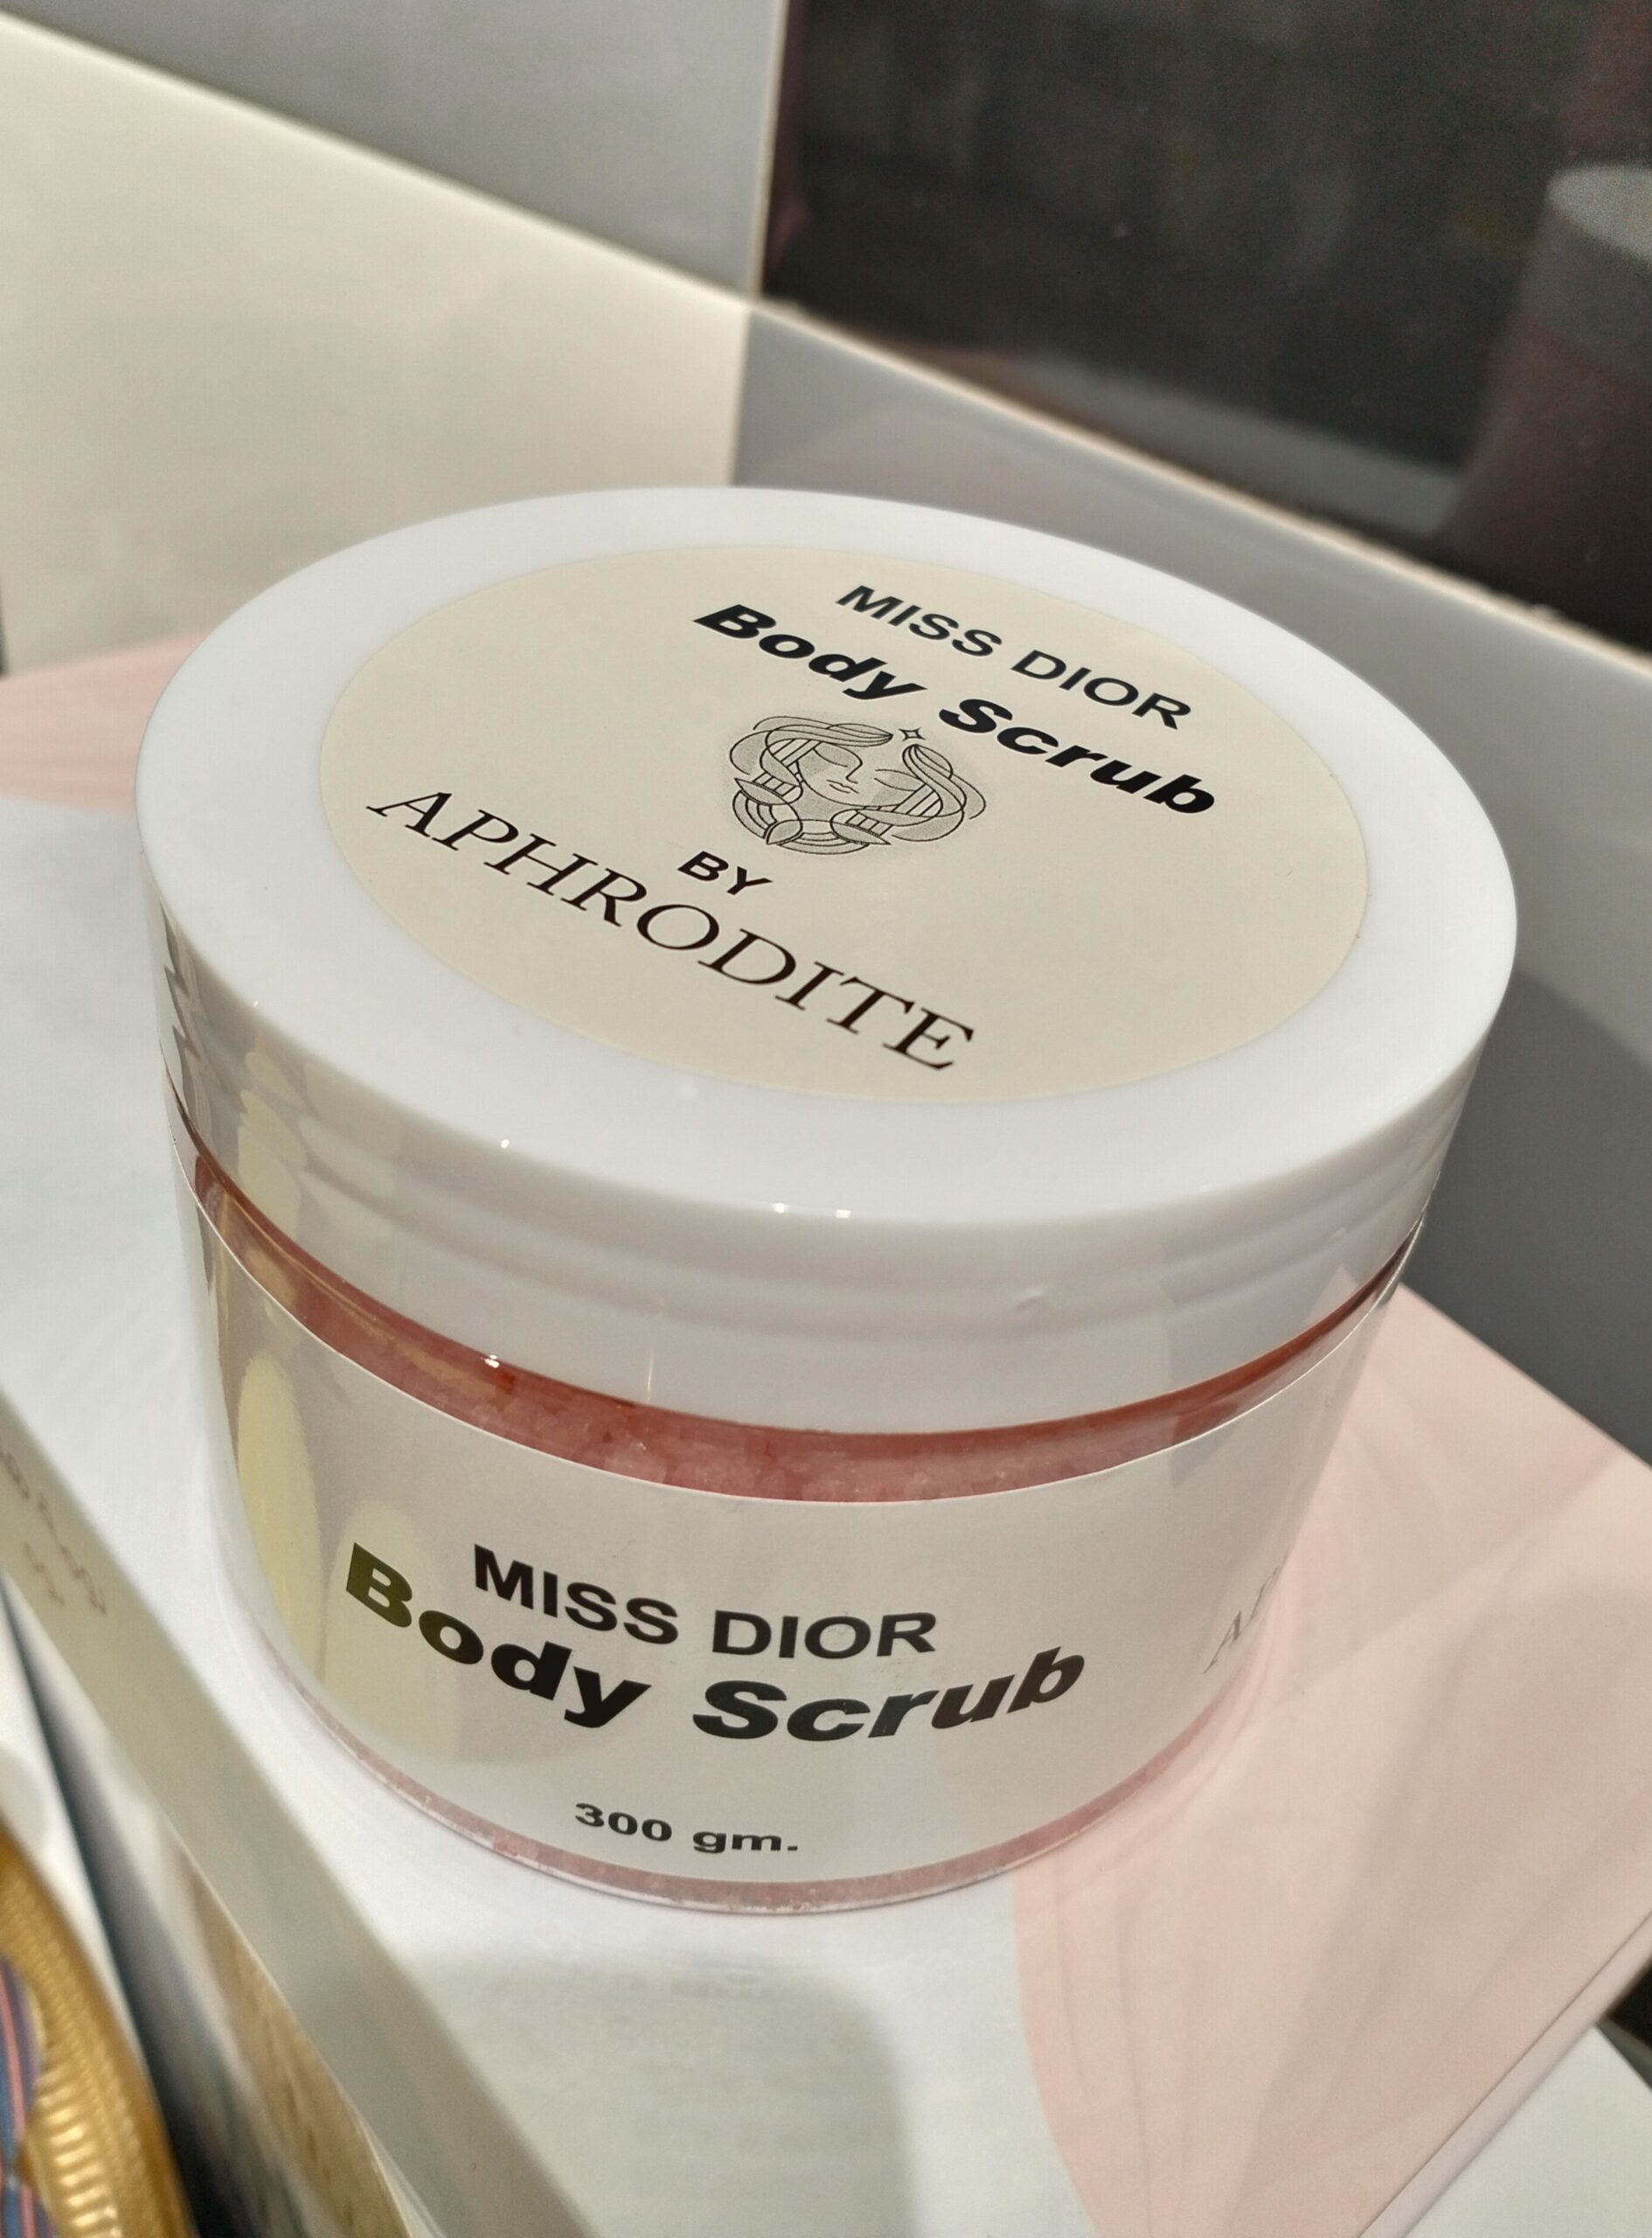 MISS DIOR
Body Scrub
BY
APHRODITE
MISS DIOR
Body Scrub
300 gm.